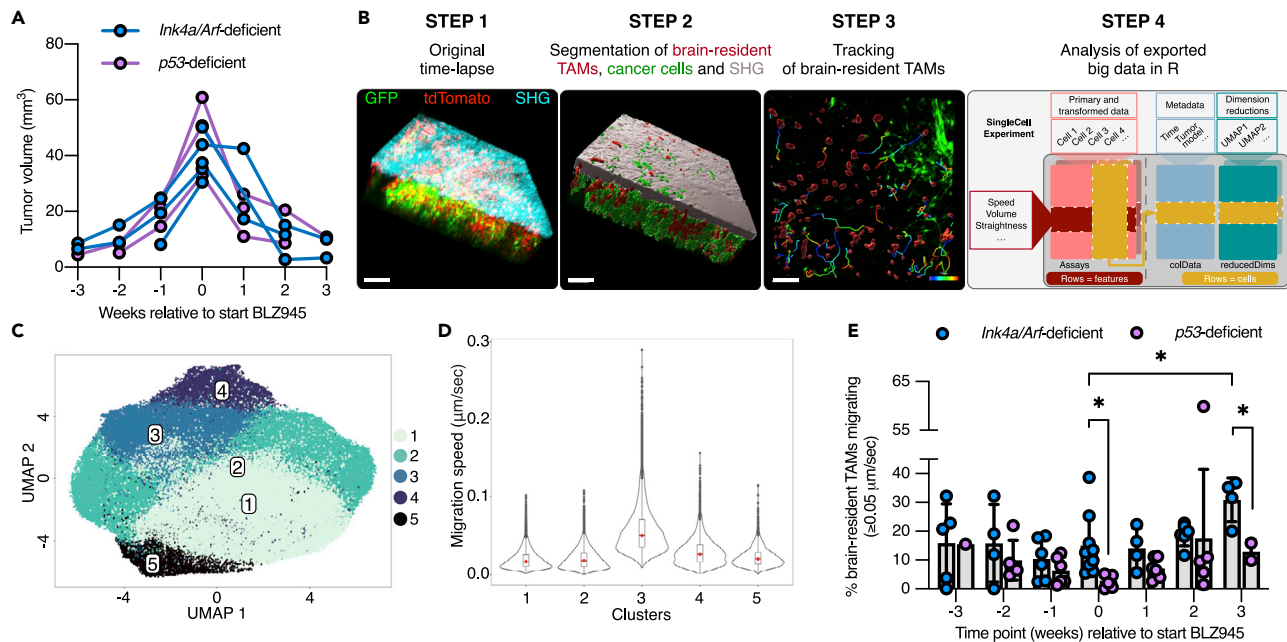 A
Ink4a/Arf-deficient
p53-deficient
Tumor volume (mm³)
80
60
40
20
0
-3 -2 -1 0 1 2 3
Weeks relative to start BLZ945
B
STEP 1
Original
time-lapse
GFP tdTomato SHG
STEP 2
Segmentation of brain-resident
TAMs, cancer cells and SHG
STEP 3
Tracking
of brain-resident TAMs
STEP 4
Analysis of exported
big data in R
SingleCell
Experiment
Primary and
transformed data
Cell 1 Cell 2 Cell 3 Cell 4 ...
Metadata
Time Tumor model ...
Dimension
reductions
UMAP1 UMAP2 ...
Speed
Volume
Straightness
...
Assays
colData
reducedDims
Rows = features
Rows = cells
C
UMAP 2
4
0
-4
4
3
2
1
5
-4 0 4
UMAP 1
1
2
3
4
5
D
Migration speed (µm/sec)
0.3
0.2
0.1
0.0
1 2 3 4 5
Clusters
E
Ink4a/Arf-deficient
p53-deficient
% brain-resident TAMs migrating
(≥0.05 µm/sec)
65
55
40
30
20
10
0
*
*
*
-3 -2 -1 0 1 2 3
Time point (weeks) relative to start BLZ945